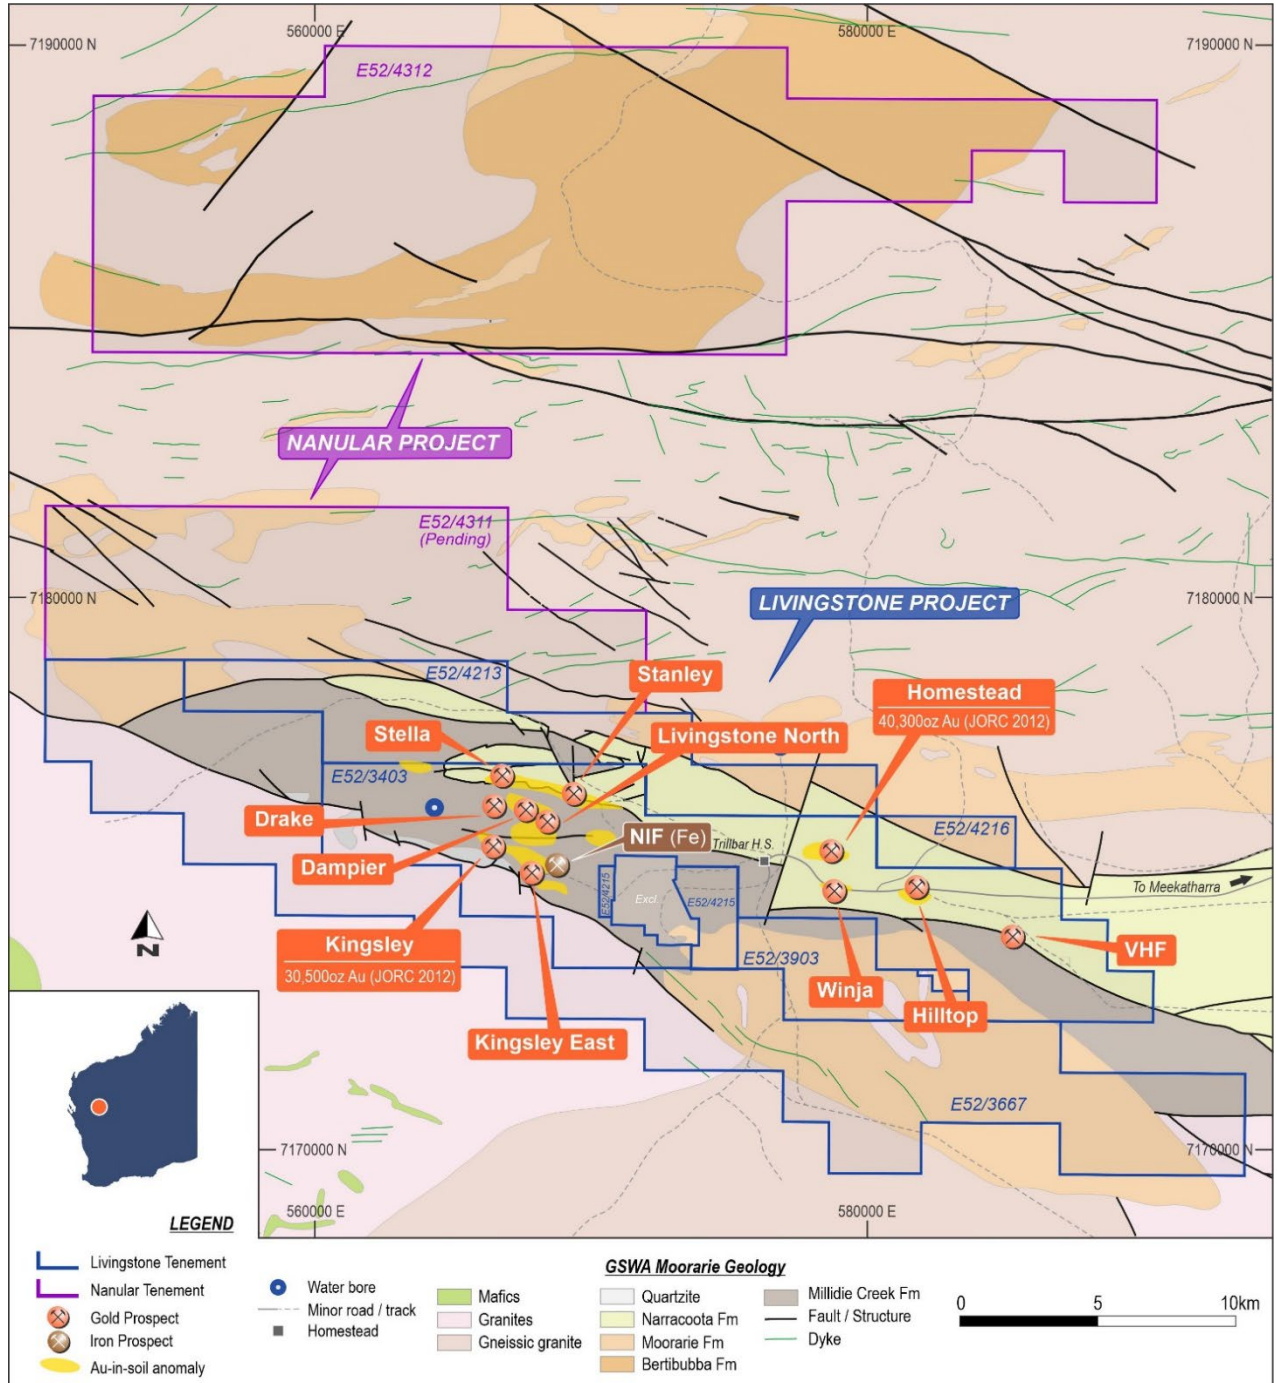 560000 E
580000 E
7190000 N
7190000 N
E52/4312
NANULAR PROJECT
E52/4311
(Pending)
7180000 N
7180000 N
LIVINGSTONE PROJECT
E52/4213
Stanley
Homestead
40,300oz Au (JORC 2012)
Stella
Livingstone North
E52/3403
Drake
E52/4216
NIF (Fe)
Trillbar H.S.
Dampier
E52/4215
Excl
E52/4215
To Meekatharra
Kingsley
30,500oz Au (JORC 2012)
E52/3903
VHF
Winja
Hilltop
Kingsley East
N
E52/3667
7170000 N
7170000 N
560000 E
580000 E
LEGEND
Livingstone Tenement
Nanular Tenement
Gold Prospect
Iron Prospect
Au-in-soil anomaly
Water bore
Minor road / track
Homestead
GSWA Moorarie Geology
Mafics
Granites
Gneissic granite
Quartzite
Narracoota Fm
Moorarie Fm
Bertibubba Fm
Millidie Creek Fm
Fault / Structure
Dyke
0 5 10km